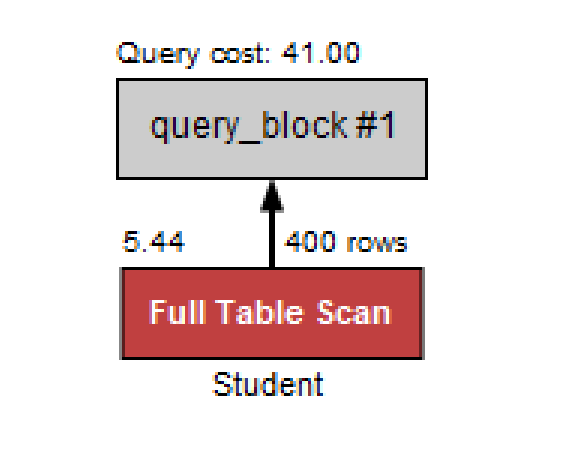 Query cost: 41.00
query_block #1
5.44 400 rows
Full Table Scan
Student